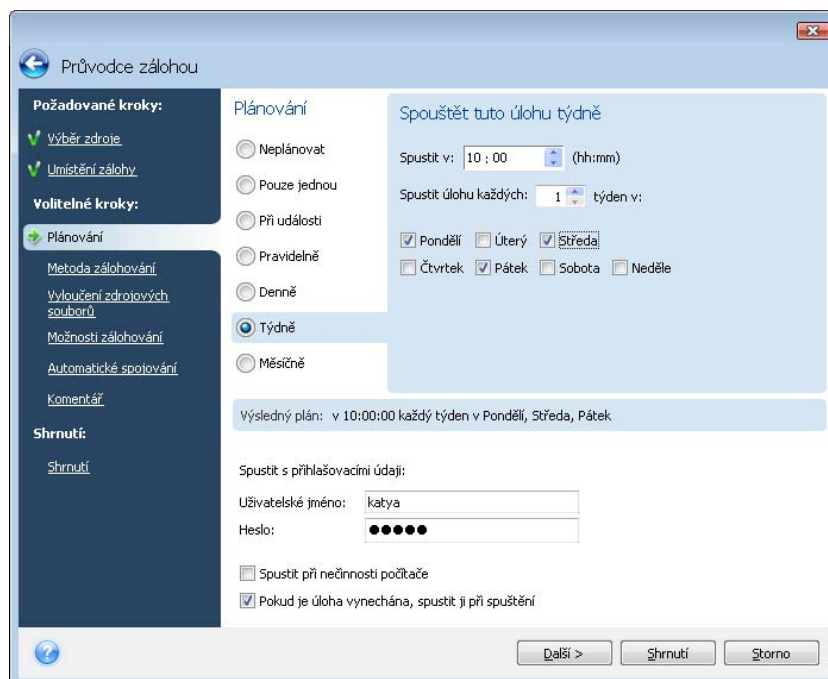 Průvodce zálohou
Požadované kroky:
Výběr zdroje
Umístění zálohy
Volitelné kroky:
Plánování
Metoda zálohování
Vyloučení zdrojových
souborů
Možnosti zálohování
Automatické spojování
Komentář
Shrnutí:
Shrnutí
Plánování
Neplánovat
Pouze jednou
Při události
Pravidelně
Denně
Týdně
Měsíčně
Spouštět tuto úlohu týdně
Spustit v: 10 : 00 (hh:mm)
Spustit úlohu každých: 1 týden v:
Pondělí Úterý Středa
Čtvrtek Pátek Sobota Neděle
Výsledný plán: v 10:00:00 každý týden v Pondělí, Středa, Pátek
Spustit s přihlašovacími údaji:
Uživatelské jméno: katya
Heslo: ●●●●●
Spustit při nečinnosti počítače
Pokud je úloha vynechána, spustit ji při spuštění
Další > Shrnutí Storno